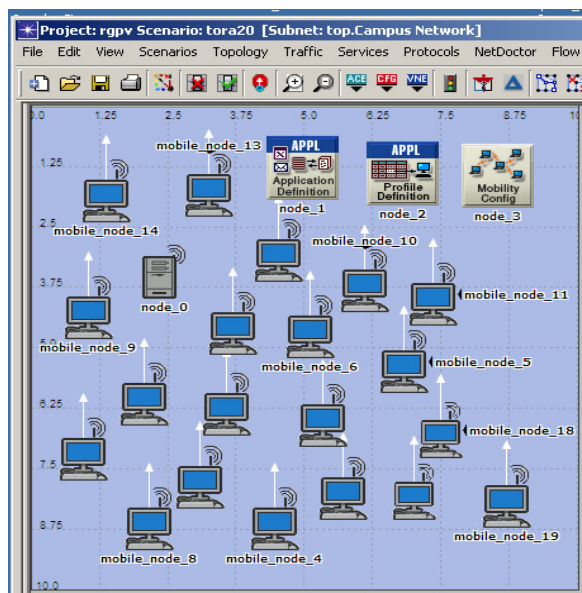 Project: rgpv Scenario: tora20 [Subnet: top.Campus Network]
File Edit View Scenarios Topology Traffic Services Protocols NetDoctor Flow
ACE CFG VNE
0.0 1.25 2.5 3.75 5.0 6.25 7.5 8.75
mobile_node_13
APPL
Application
Definition
node_1
APPL
Profile
Definition
node_2
Mobility
Config
node_3
1.25
mobile_node_14
2.5
mobile_node_10
3.75
node_0
mobile_node_11
mobile_node_9
5.0
mobile_node_6
mobile_node_5
6.25
mobile_node_18
7.5
8.75
mobile_node_8
mobile_node_4
mobile_node_19
10.0